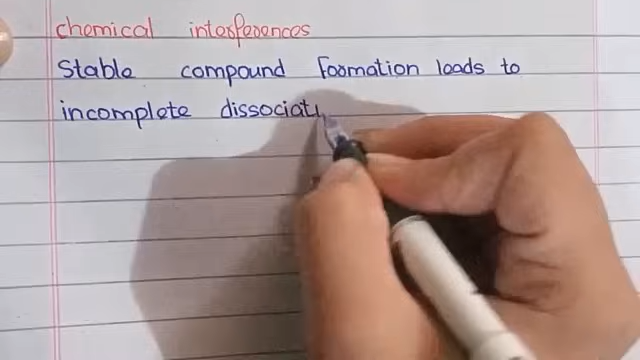 chemical interferences
Stable compound Formation leads to
incomplete dissociati